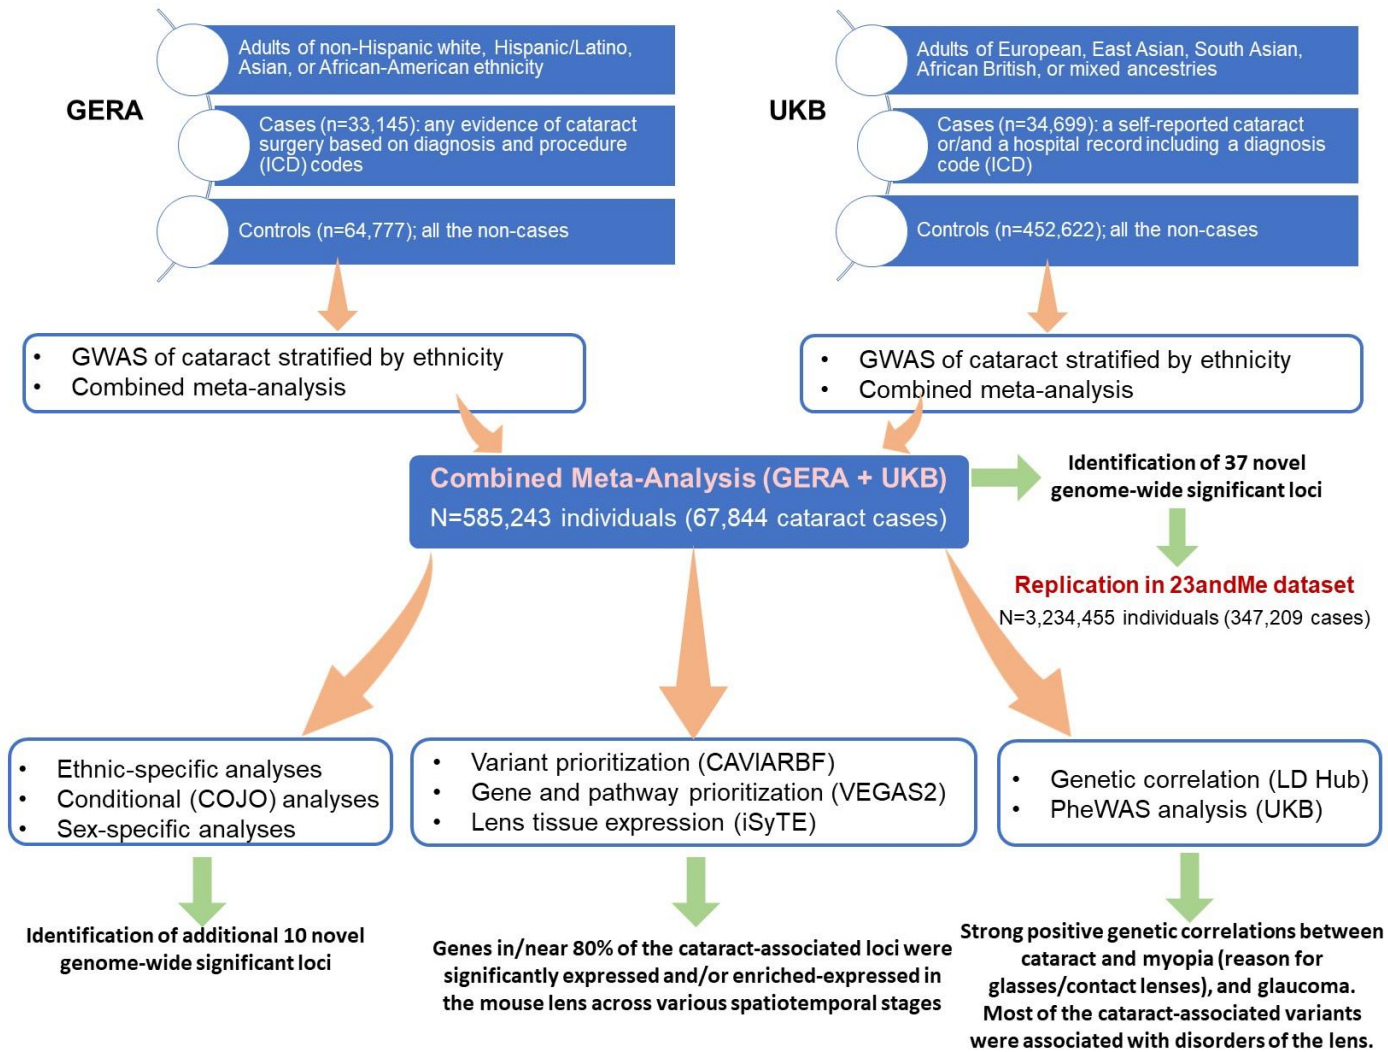 GERA
Adults of non-Hispanic white, Hispanic/Latino,
Asian, or African-American ethnicity
Cases (n=33,145): any evidence of cataract
surgery based on diagnosis and procedure
(ICD) codes
Controls (n=64,777); all the non-cases
UKB
Adults of European, East Asian, South Asian,
African British, or mixed ancestries
Cases (n=34,699): a self-reported cataract
or/and a hospital record including a diagnosis
code (ICD)
Controls (n=452,622); all the non-cases
• GWAS of cataract stratified by ethnicity
• Combined meta-analysis
• GWAS of cataract stratified by ethnicity
• Combined meta-analysis
Combined Meta-Analysis (GERA + UKB)
N=585,243 individuals (67,844 cataract cases)
Identification of 37 novel
genome-wide significant loci
Replication in 23andMe dataset
N=3,234,455 individuals (347,209 cases)
• Ethnic-specific analyses
• Conditional (COJO) analyses
• Sex-specific analyses
Identification of additional 10 novel
genome-wide significant loci
• Variant prioritization (CAVIARBF)
• Gene and pathway prioritization (VEGAS2)
• Lens tissue expression (iSyTE)
Genes in/near 80% of the cataract-associated loci were
significantly expressed and/or enriched-expressed in
the mouse lens across various spatiotemporal stages
• Genetic correlation (LD Hub)
• PheWAS analysis (UKB)
Strong positive genetic correlations between
cataract and myopia (reason for
glasses/contact lenses), and glaucoma.
Most of the cataract-associated variants
were associated with disorders of the lens.